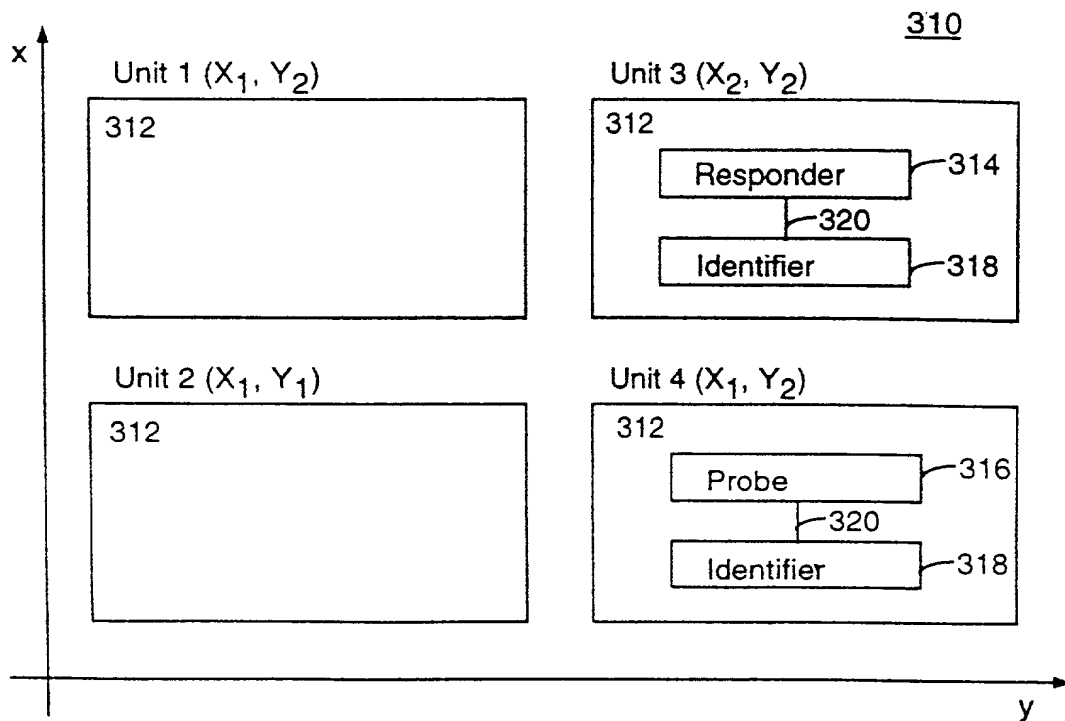 310
x
Unit 1 (X1, Y2)
Unit 3 (X2, Y2)
312
312
Responder
314
320
Identifier
318
Unit 2 (X1, Y1)
Unit 4 (X1, Y2)
312
312
Probe
316
320
Identifier
318
y